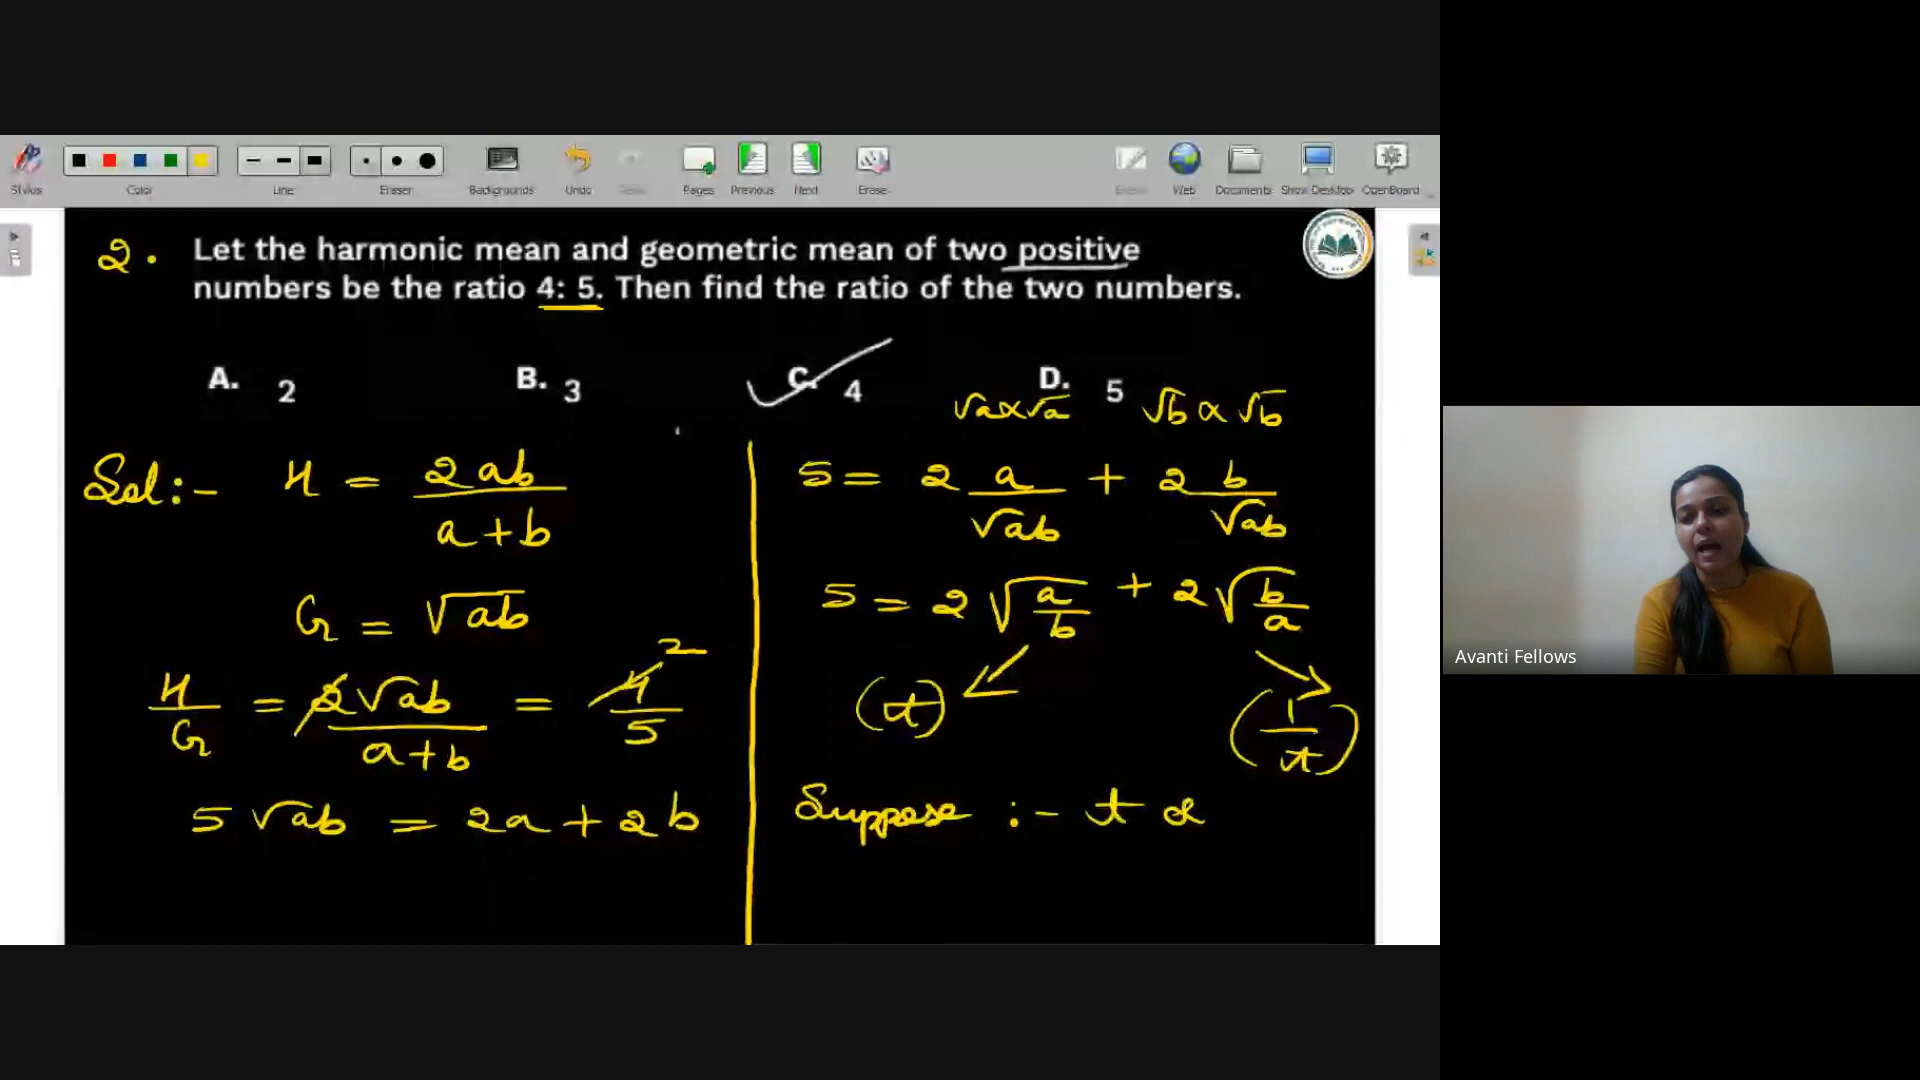 Stylus
Color
Line
Eraser
Backgrounds
Undo
Pages
Previous
Next
Erase
Web
Documents
Show Desktop
OpenBoard
2. Let the harmonic mean and geometric mean of two positive
numbers be the ratio 4: 5. Then find the ratio of the two numbers.
A. 2 B. 3 C. 4 D. 5
√a×√a √b×√b
Sol:- H = 2ab / a+b
G = √ab
H/G = 2√ab / a+b = 4/5 2
5√ab = 2a + 2b
5 = 2 a/√ab + 2 b/√ab
5 = 2√a/b + 2√b/a
(t) (1/t)
Suppose :- t &
Avanti Fellows